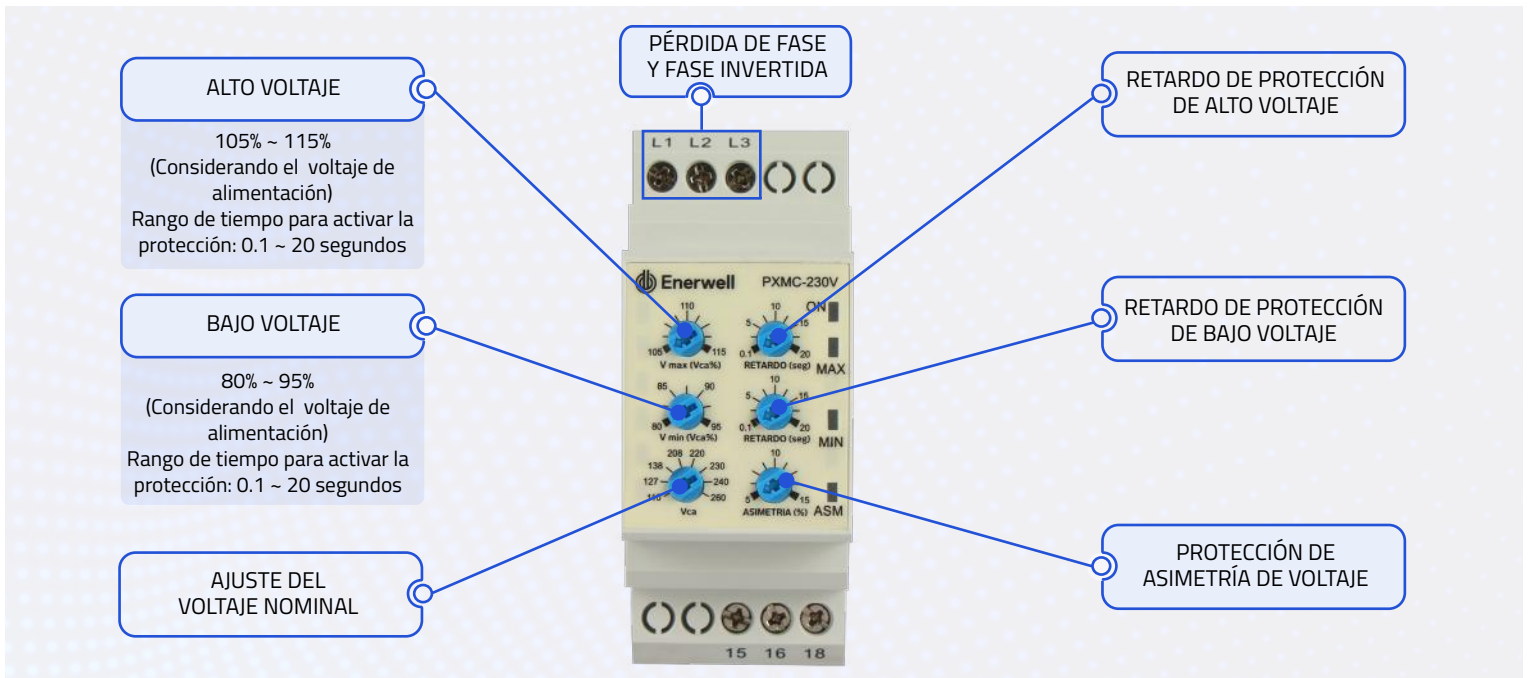 PÉRDIDA DE FASE
Y FASE INVERTIDA
ALTO VOLTAJE
105% ~ 115%
(Considerando el voltaje de
alimentación)
Rango de tiempo para activar la
protección: 0.1 ~ 20 segundos
BAJO VOLTAJE
80% ~ 95%
(Considerando el voltaje de
alimentación)
Rango de tiempo para activar la
protección: 0.1 ~ 20 segundos
AJUSTE DEL
VOLTAJE NOMINAL
L1 L2 L3
Enerwell PXMC-230V
110
105 115
V max (Vca%)
10
5 15
0.1 20
RETARDO (seg)
ON
MAX
85 90
80 95
V min (Vca%)
10
5 15
0.1 20
RETARDO (seg)
MIN
208 220
138 230
127 240
110 260
Vca
10
5 15
ASIMETRIA (%)
ASM
15 16 18
RETARDO DE PROTECCIÓN
DE ALTO VOLTAJE
RETARDO DE PROTECCIÓN
DE BAJO VOLTAJE
PROTECCIÓN DE
ASIMETRÍA DE VOLTAJE